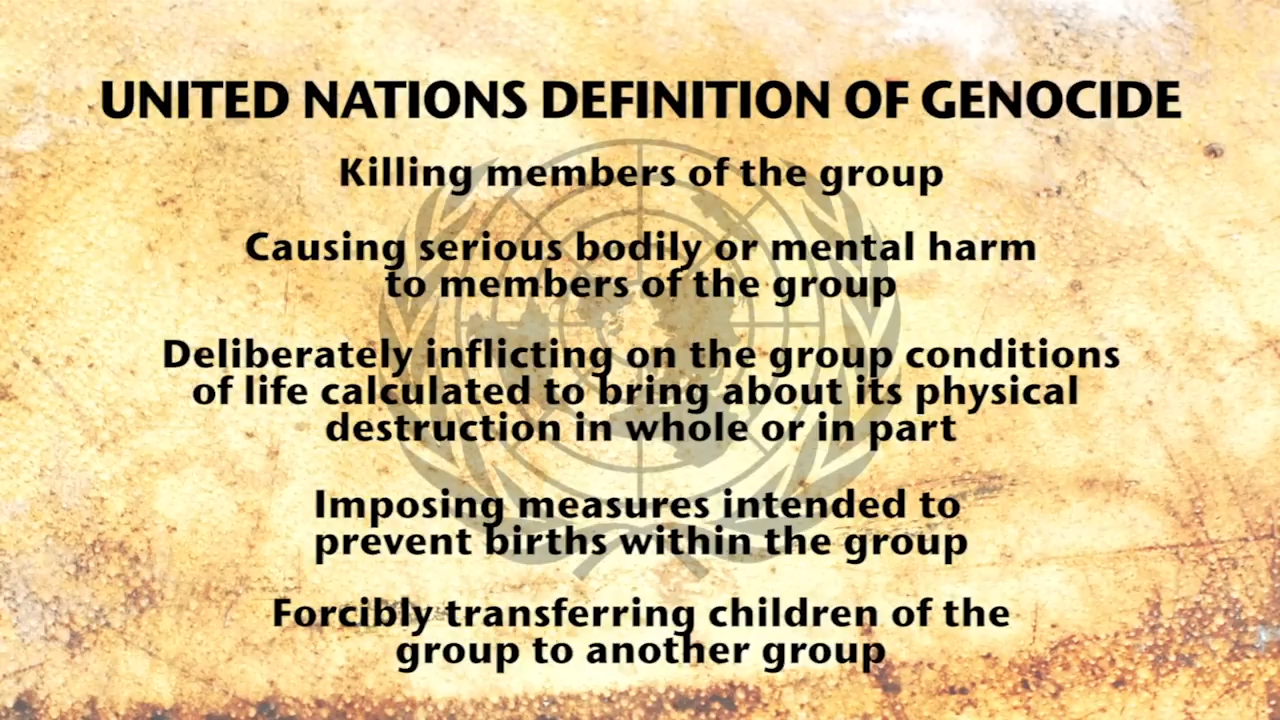 UNITED NATIONS DEFINITION OF GENOCIDE
Killing members of the group
Causing serious bodily or mental harm
to members of the group
Deliberately inflicting on the group conditions
of life calculated to bring about its physical
destruction in whole or in part
Imposing measures intended to
prevent births within the group
Forcibly transferring children of the
group to another group